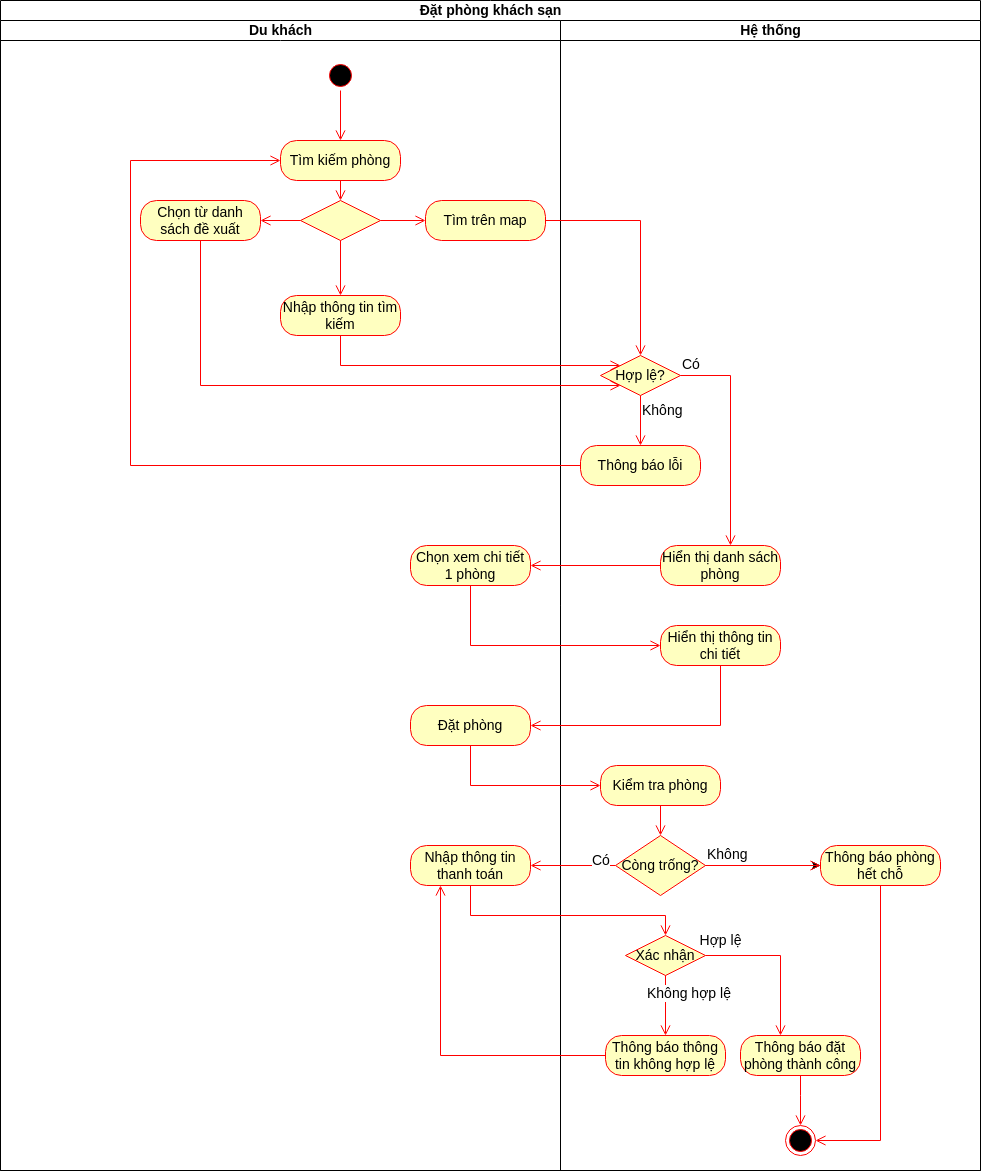 Đặt phòng khách sạn
Du khách
Hệ thống
Tìm kiếm phòng
Chọn từ danh
sách đề xuất
Tìm trên map
Nhập thông tin tìm
kiếm
Hợp lệ?
Có
Không
Thông báo lỗi
Chọn xem chi tiết
1 phòng
Hiển thị danh sách
phòng
Hiển thị thông tin
chi tiết
Đặt phòng
Kiểm tra phòng
Nhập thông tin
thanh toán
Có
Còng trống?
Không
Thông báo phòng
hết chỗ
Xác nhận
Hợp lệ
Không hợp lệ
Thông báo thông
tin không hợp lệ
Thông báo đặt
phòng thành công